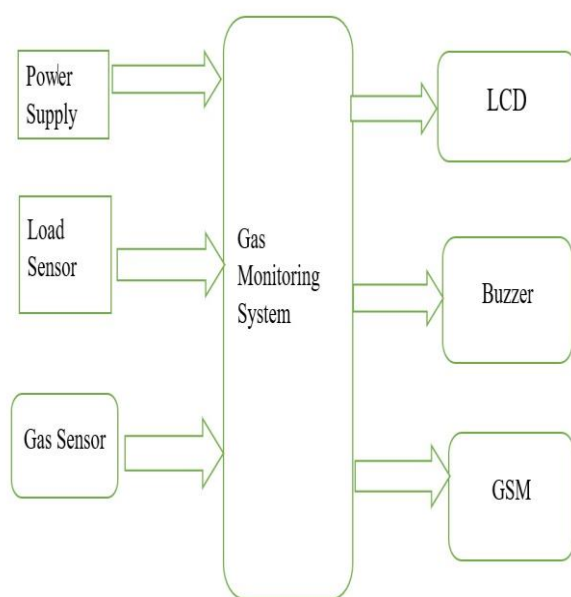 Power
Supply
Load
Sensor
Gas Sensor
Gas
Monitoring
System
LCD
Buzzer
GSM